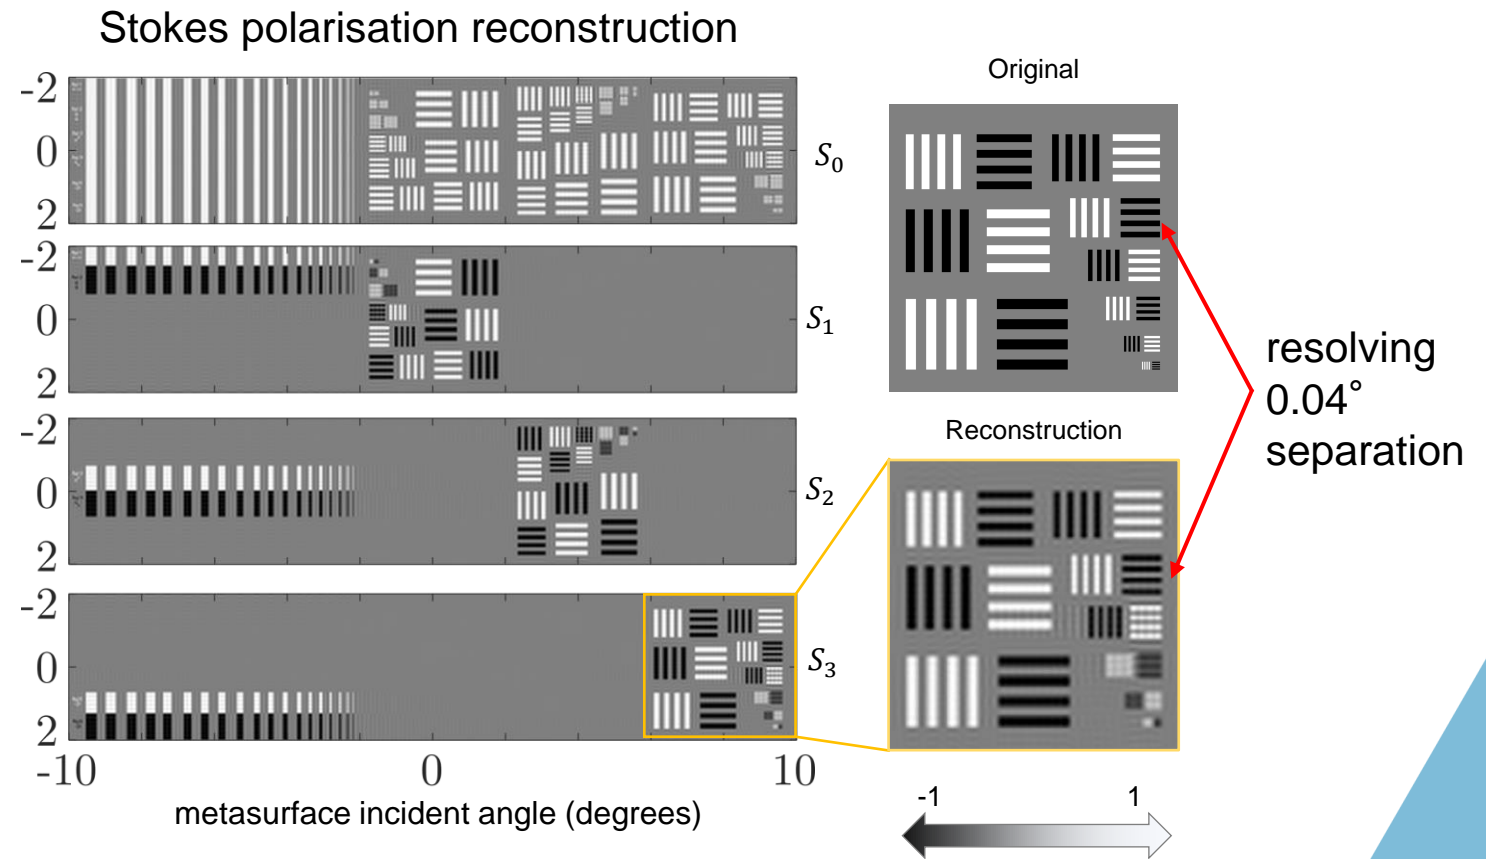 Stokes polarisation reconstruction
-2
0
2
S0
-2
0
2
S1
-2
0
2
S2
-2
0
2
S3
-10
0
10
metasurface incident angle (degrees)
Original
Reconstruction
-1
1
resolving
0.04°
separation